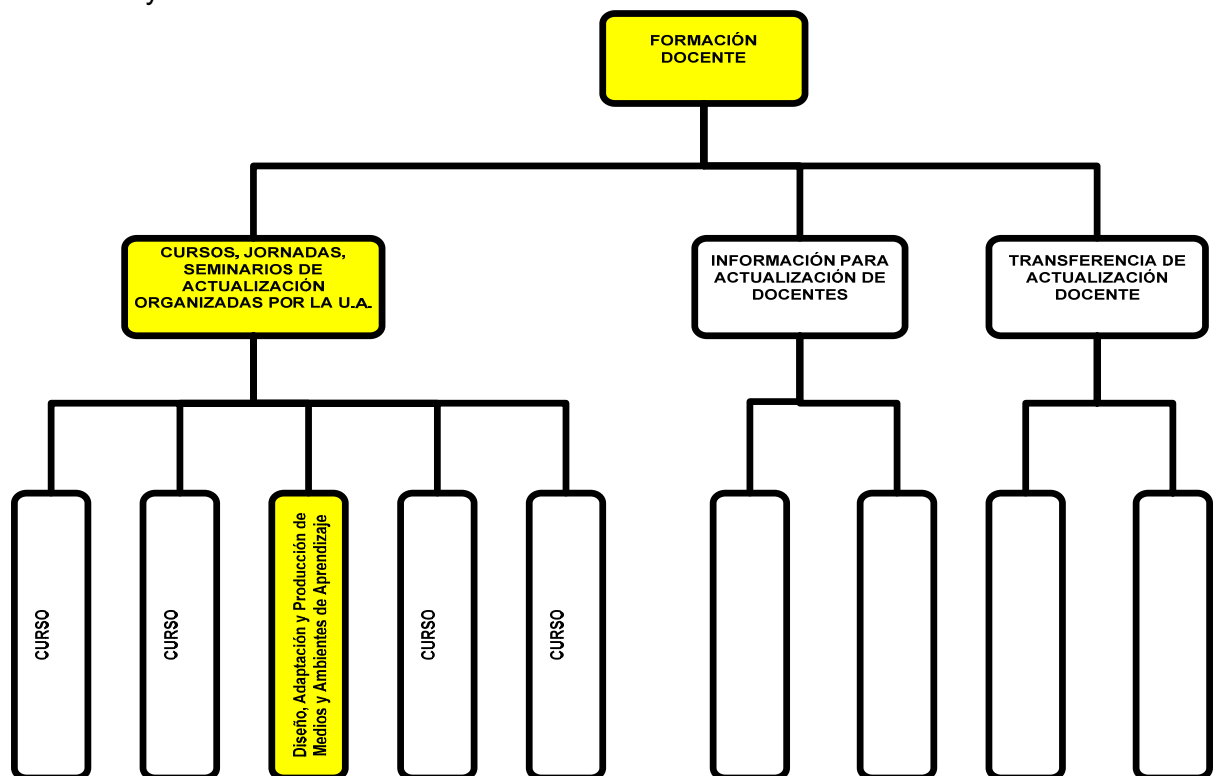 y
FORMACIÓN
DOCENTE
CURSOS, JORNADAS,
SEMINARIOS DE
ACTUALIZACIÓN
ORGANIZADAS POR LA U.A.
INFORMACIÓN PARA
ACTUALIZACIÓN DE
DOCENTES
TRANSFERENCIA DE
ACTUALIZACIÓN
DOCENTE
CURSO
CURSO
Diseño, Adaptación y Producción de
Medios y Ambientes de Aprendizaje
CURSO
CURSO